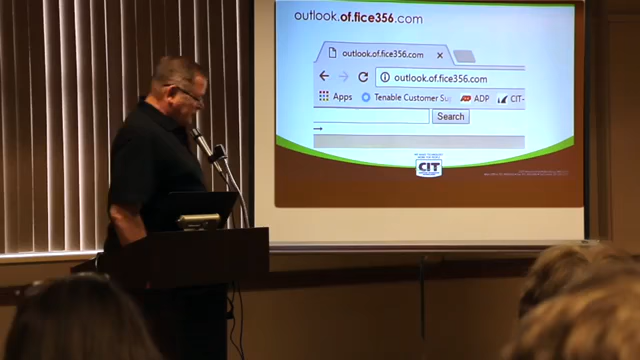 outlook.of.fice356.com
outlook.of.fice356.com
outlook.of.fice356.com
Apps Tenable Customer Su ADP CIT-
Search
CIT